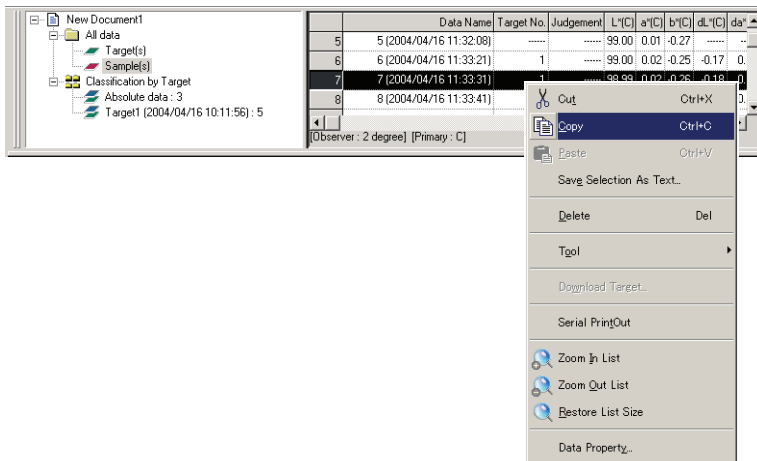 New Document1
All data
Target(s)
Sample(s)
Classification by Target
Absolute data : 3
Target1 (2004/04/16 10:11:56) : 5
Data Name Target No. Judgement L*(C) a*(C) b*(C) dL*(C) da*
5 5 (2004/04/16 11:32:08) ------ ------ 99.00 0.01 -0.27 ------ --
6 6 (2004/04/16 11:33:21) 1 ------ 99.00 0.02 -0.25 -0.17 0.
7 7 (2004/04/16 11:33:31) 1 ------ 98.99 0.02 -0.26 -0.18 0.
8 8 (2004/04/16 11:33:41)
[Observer : 2 degree] [Primary : C]
Cut Ctrl+X
Copy Ctrl+C
Paste Ctrl+V
Save Selection As Text...
Delete Del
Tool
Download Target...
Serial PrintOut
Zoom In List
Zoom Out List
Restore List Size
Data Property...